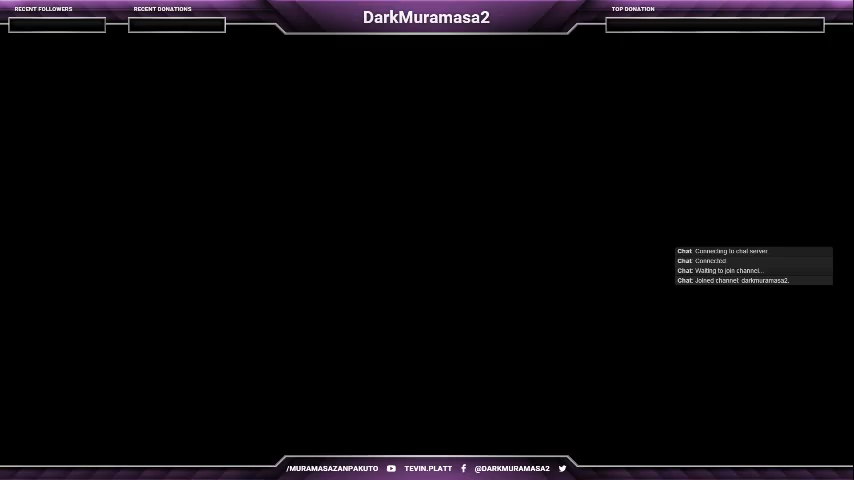 RECENT FOLLOWERS
RECENT DONATIONS
DarkMuramasa2
TOP DONATION
Chat: Connecting to chat server
Chat: Connected
Chat: Waiting to join channel...
Chat: Joined channel: darkmuramasa2.
/MURAMASAZANPAKUTO TEVIN.PLATT @DARKMURAMASA2